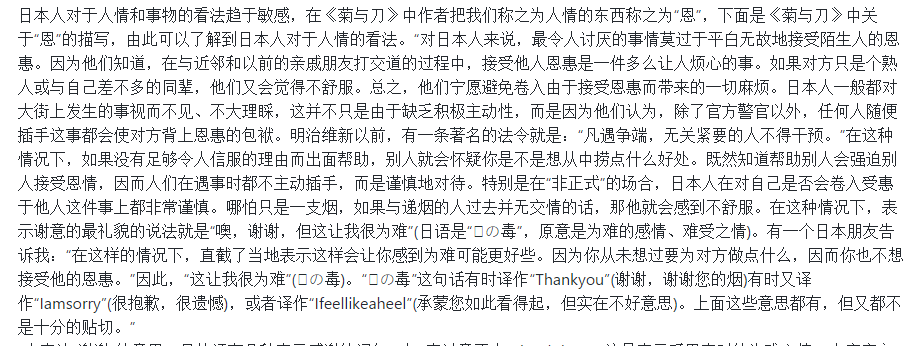 日本人对于人情和事物的看法趋于敏感，在《菊与刀》中作者把我们称之为人情的东西称之为“恩”，下面是《菊与刀》中关
于“恩”的描写，由此可以了解到日本人对于人情的看法。“对日本人来说，最令人讨厌的事情莫过于平白无故地接受陌生人的恩
惠。因为他们知道，在与近邻和以前的亲戚朋友打交道的过程中，接受他人恩惠是一件多么让人烦心的事。如果对方只是个熟
人或与自己差不多的同辈，他们又会觉得不舒服。总之，他们宁愿避免卷入由于接受恩惠而带来的一切麻烦。日本人一般都对
大街上发生的事视而不见、不大理睬，这并不只是由于缺乏积极主动性，而是因为他们认为，除了官方警官以外，任何人随便
插手这事都会使对方背上恩惠的包袱。明治维新以前，有一条著名的法令就是：“凡遇争端，无关紧要的人不得干预。”在这种
情况下，如果没有足够令人信服的理由而出面帮助，别人就会怀疑你是不是想从中捞点什么好处。既然知道帮助别人会强迫别
人接受恩情，因而人们在遇事时都不主动插手，而是谨慎地对待。特别是在“非正式”的场合，日本人在对自己是否会卷入受惠
于他人这件事上都非常谨慎。哪怕只是一支烟，如果与递烟的人过去并无交情的话，那他就会感到不舒服。在这种情况下，表
示谢意的最礼貌的说法就是“噢，谢谢，但这让我很为难”(日语是“□の毒”，原意是为难的感情、难受之情)。有一个日本朋友告
诉我：“在这样的情况下，直截了当地表示这样会让你感到为难可能更好些。因为你从未想过要为对方做点什么，因而你也不想
接受他的恩惠。”因此，“这让我很为难”(□の毒)。“□の毒”这句话有时译作“Thankyou”(谢谢，谢谢您的烟)有时又译
作“Iamsorry”(很抱歉，很遗憾)，或者译作“Ifeellikeaheel”(承蒙您如此看得起，但实在不好意思)。上面这些意思都有，但又都不
是十分的贴切。”